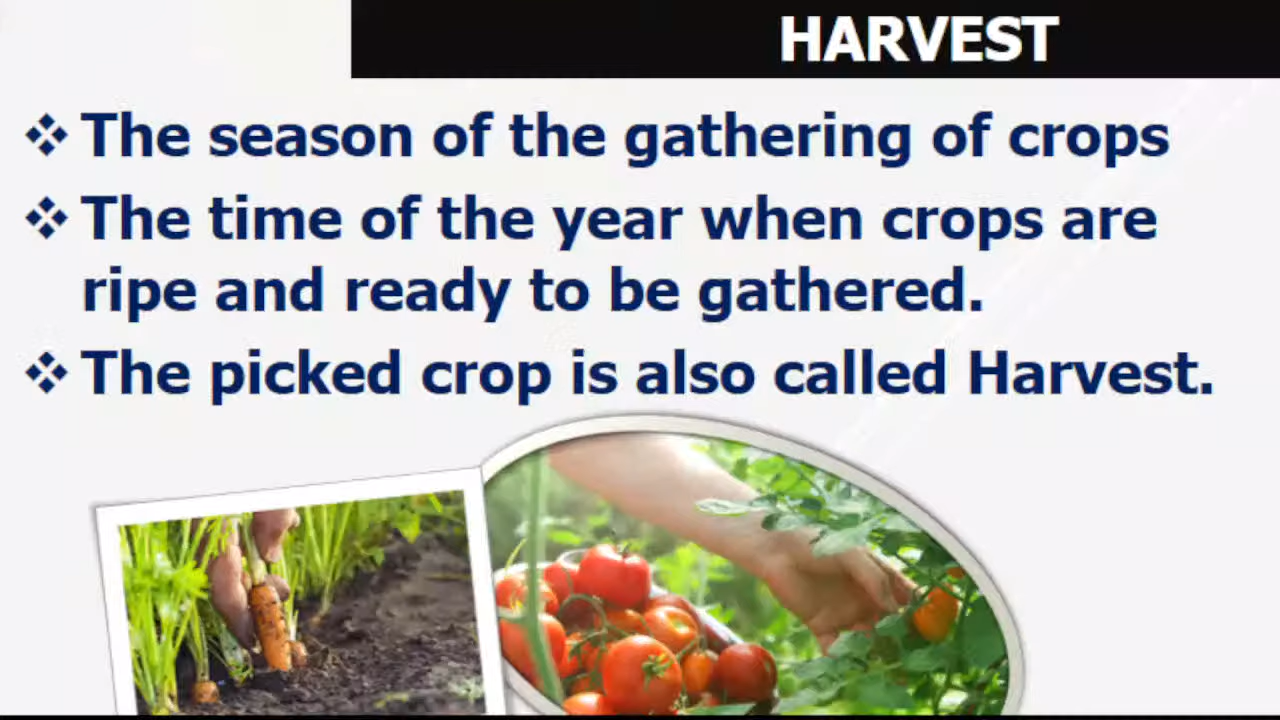 HARVEST
❖ The season of the gathering of crops
❖ The time of the year when crops are
ripe and ready to be gathered.
❖ The picked crop is also called Harvest.